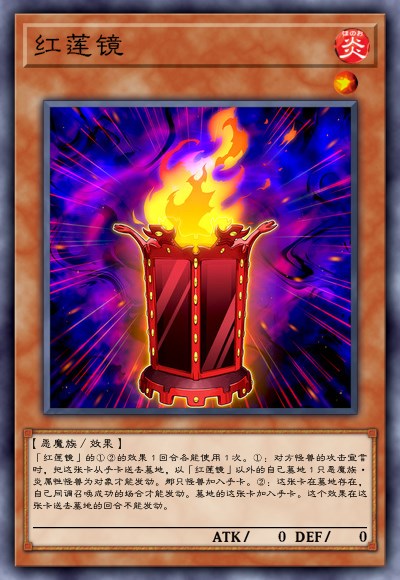 红莲镜
ほのお
炎
【恶魔族／效果】
「红莲镜」的①②的效果1回合各能使用1次。①：对方怪兽的攻击宣言
时，把这张卡从手卡送去墓地，以「红莲镜」以外的自己墓地1只恶魔族・
炎属性怪兽为对象才能发动。那只怪兽加入手卡。②：这张卡在墓地存在，
自己同调召唤成功的场合才能发动。墓地的这张卡加入手卡。这个效果在这
张卡送去墓地的回合不能发动。
ATK/ 0 DEF/ 0